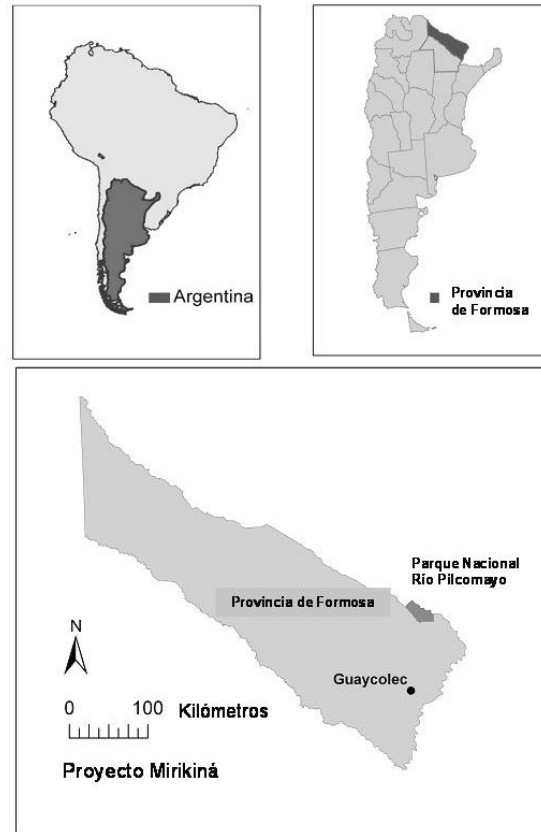 Argentina
Provincia
de Formosa
Parque Nacional
Río Pilcomayo
Provincia de Formosa
Guaycolec
N
0 100 Kilómetros
Proyecto Mirikiná